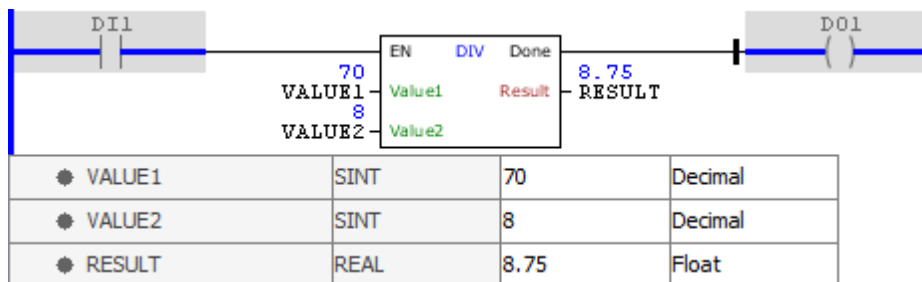 DI1
DO1
EN DIV Done
70
8.75
VALUE1 Value1 Result RESULT
8
VALUE2 Value2
VALUE1 SINT 70 Decimal
VALUE2 SINT 8 Decimal
RESULT REAL 8.75 Float